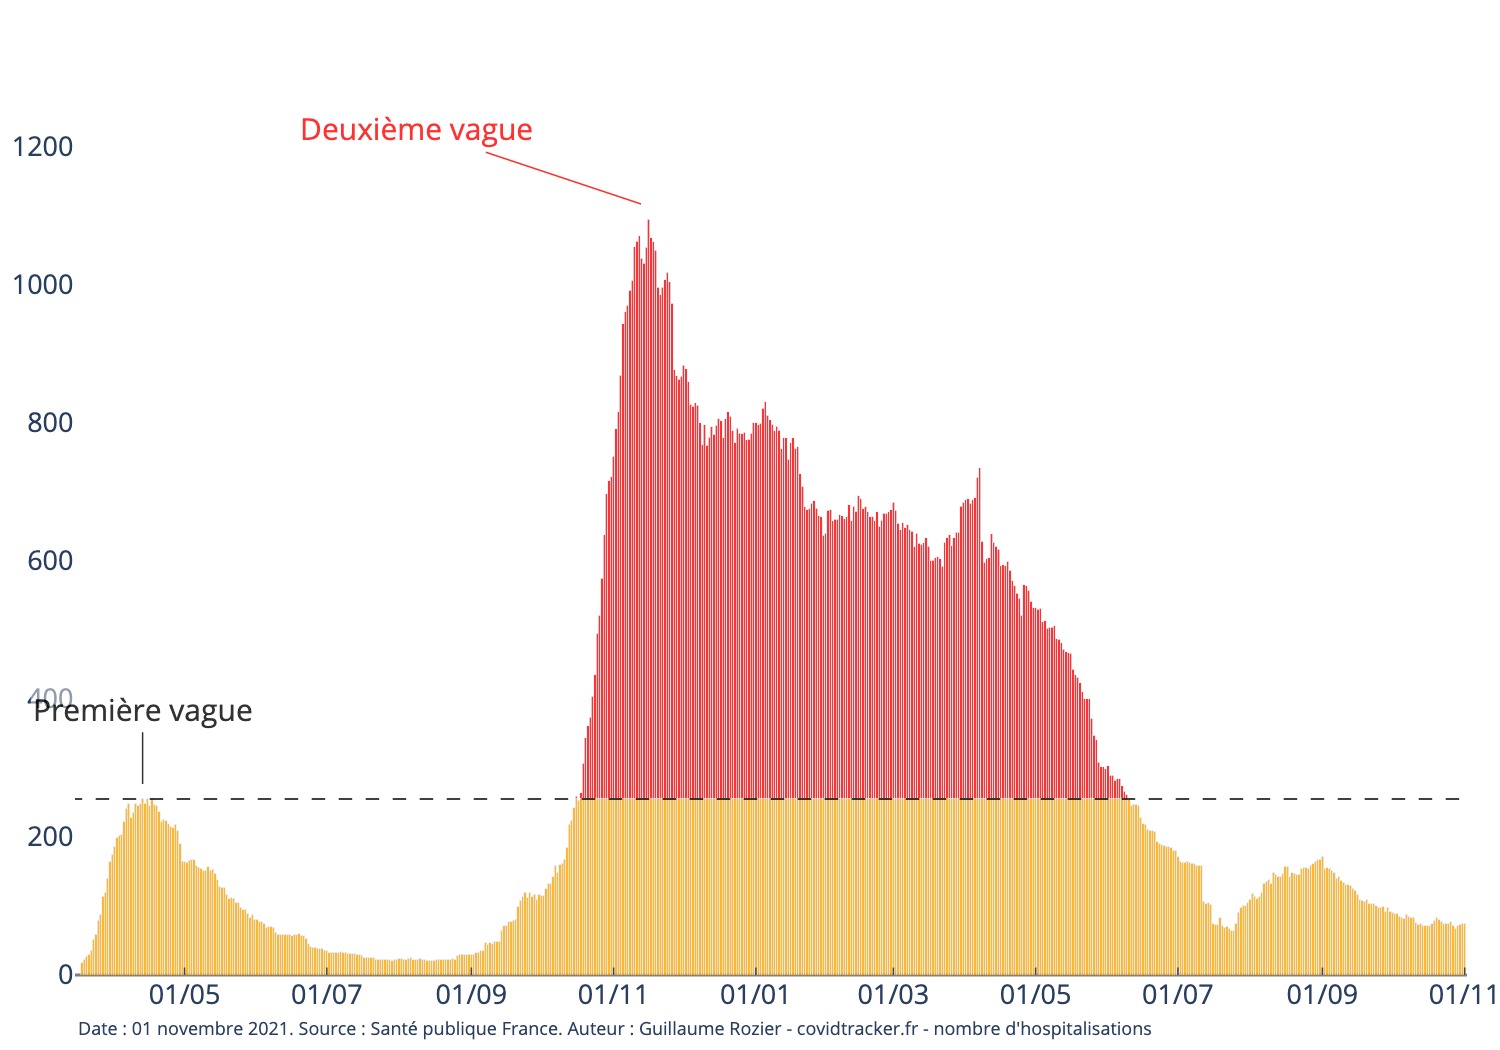 Deuxième vague
1200
1000
800
600
400
Première vague
200
0
01/05 01/07 01/09 01/11 01/01 01/03 01/05 01/07 01/09 01/11
Date : 01 novembre 2021. Source : Santé publique France. Auteur : Guillaume Rozier - covidtracker.fr - nombre d'hospitalisations